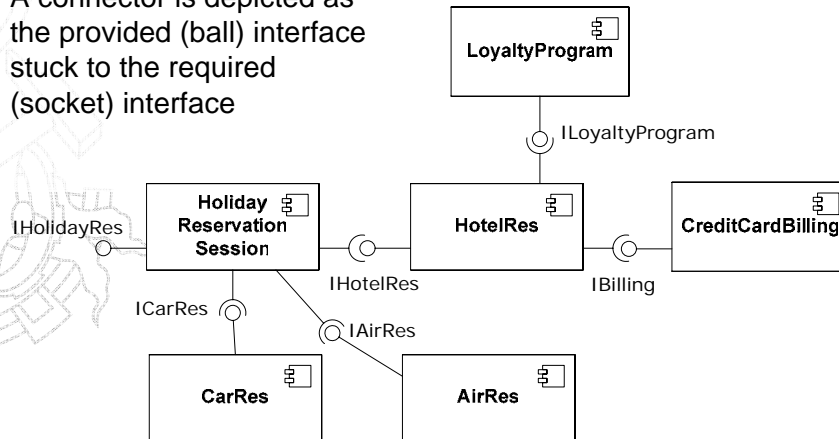 A connector is depicted as
the provided (ball) interface
stuck to the required
(socket) interface
LoyaltyProgram
ILoyaltyProgram
IHolidayRes
Holiday
Reservation
Session
HotelRes
CreditCardBilling
IHotelRes
IBilling
ICarRes
IAirRes
CarRes
AirRes